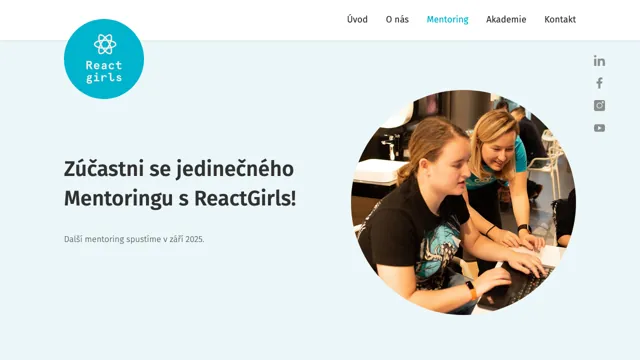 Úvod
O nás
Mentoring
Akademie
Kontakt
React
girls
Zúčastni se jedinečného
Mentoringu s ReactGirls!
Další mentoring spustíme v září 2025.